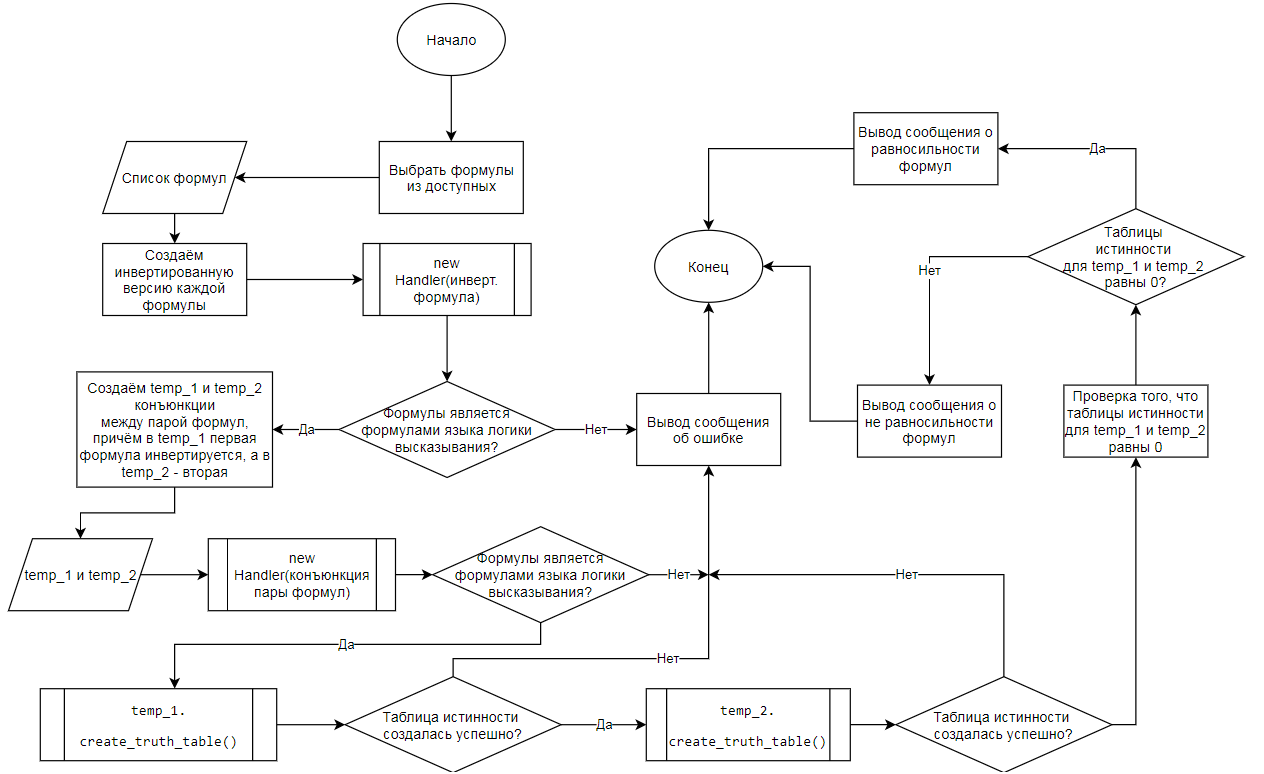 Начало
Выбрать формулы
из доступных
Список формул
Создаём
инвертированную
версию каждой
формулы
new
Handler(инверт.
формула)
Формулы является
формулами языка логики
высказывания?
Да
Нет
Создаём temp_1 и temp_2
конъюнкции
между парой формул,
причём в temp_1 первая
формула инвертируется, а в
temp_2 - вторая
Вывод сообщения
об ошибке
temp_1 и temp_2
new
Handler(конъюнкция
пары формул)
Формулы является
формулами языка логики
высказывания?
Нет
Да
temp_1.
create_truth_table()
Таблица истинности
создалась успешно?
Нет
Да
temp_2.
create_truth_table()
Таблица истинности
создалась успешно?
Нет
Проверка того, что
таблицы истинности
для temp_1 и temp_2
равны 0
Таблицы
истинности
для temp_1 и temp_2
равны 0?
Да
Нет
Вывод сообщения о
равносильности
формул
Вывод сообщения о
не равносильности
формул
Конец